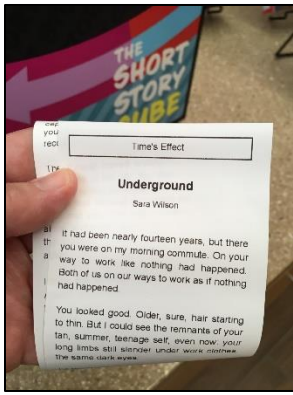 THE
SHORT
STORY
CUBE
you
reci
Time's Effect
Underground
Sara Wilson
It had been nearly fourteen years, but there
you were on my morning commute. On your
way to work like nothing had happened.
Both of us on our ways to work as if nothing
had happened.
You looked good. Older, sure, hair starting
to thin. But I could see the remnants of your
tan, summer, teenage self, even now: your
long limbs still slender under work clothes,
the same dark eyes